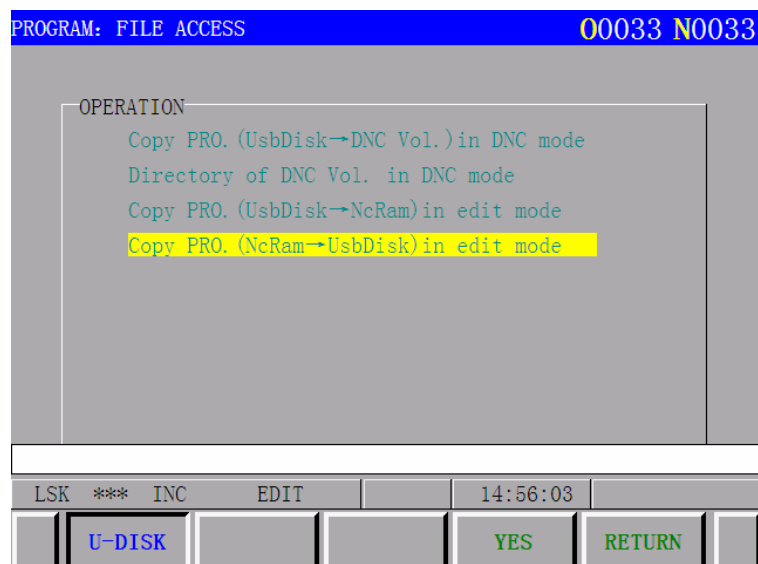 PROGRAM: FILE ACCESS O0033 N0033
OPERATION
Copy PRO.(UsbDisk→DNC Vol.)in DNC mode
Directory of DNC Vol. in DNC mode
Copy PRO.(UsbDisk→NcRam)in edit mode
Copy PRO.(NcRam→UsbDisk)in edit mode
LSK *** INC EDIT 14:56:03
U-DISK YES RETURN